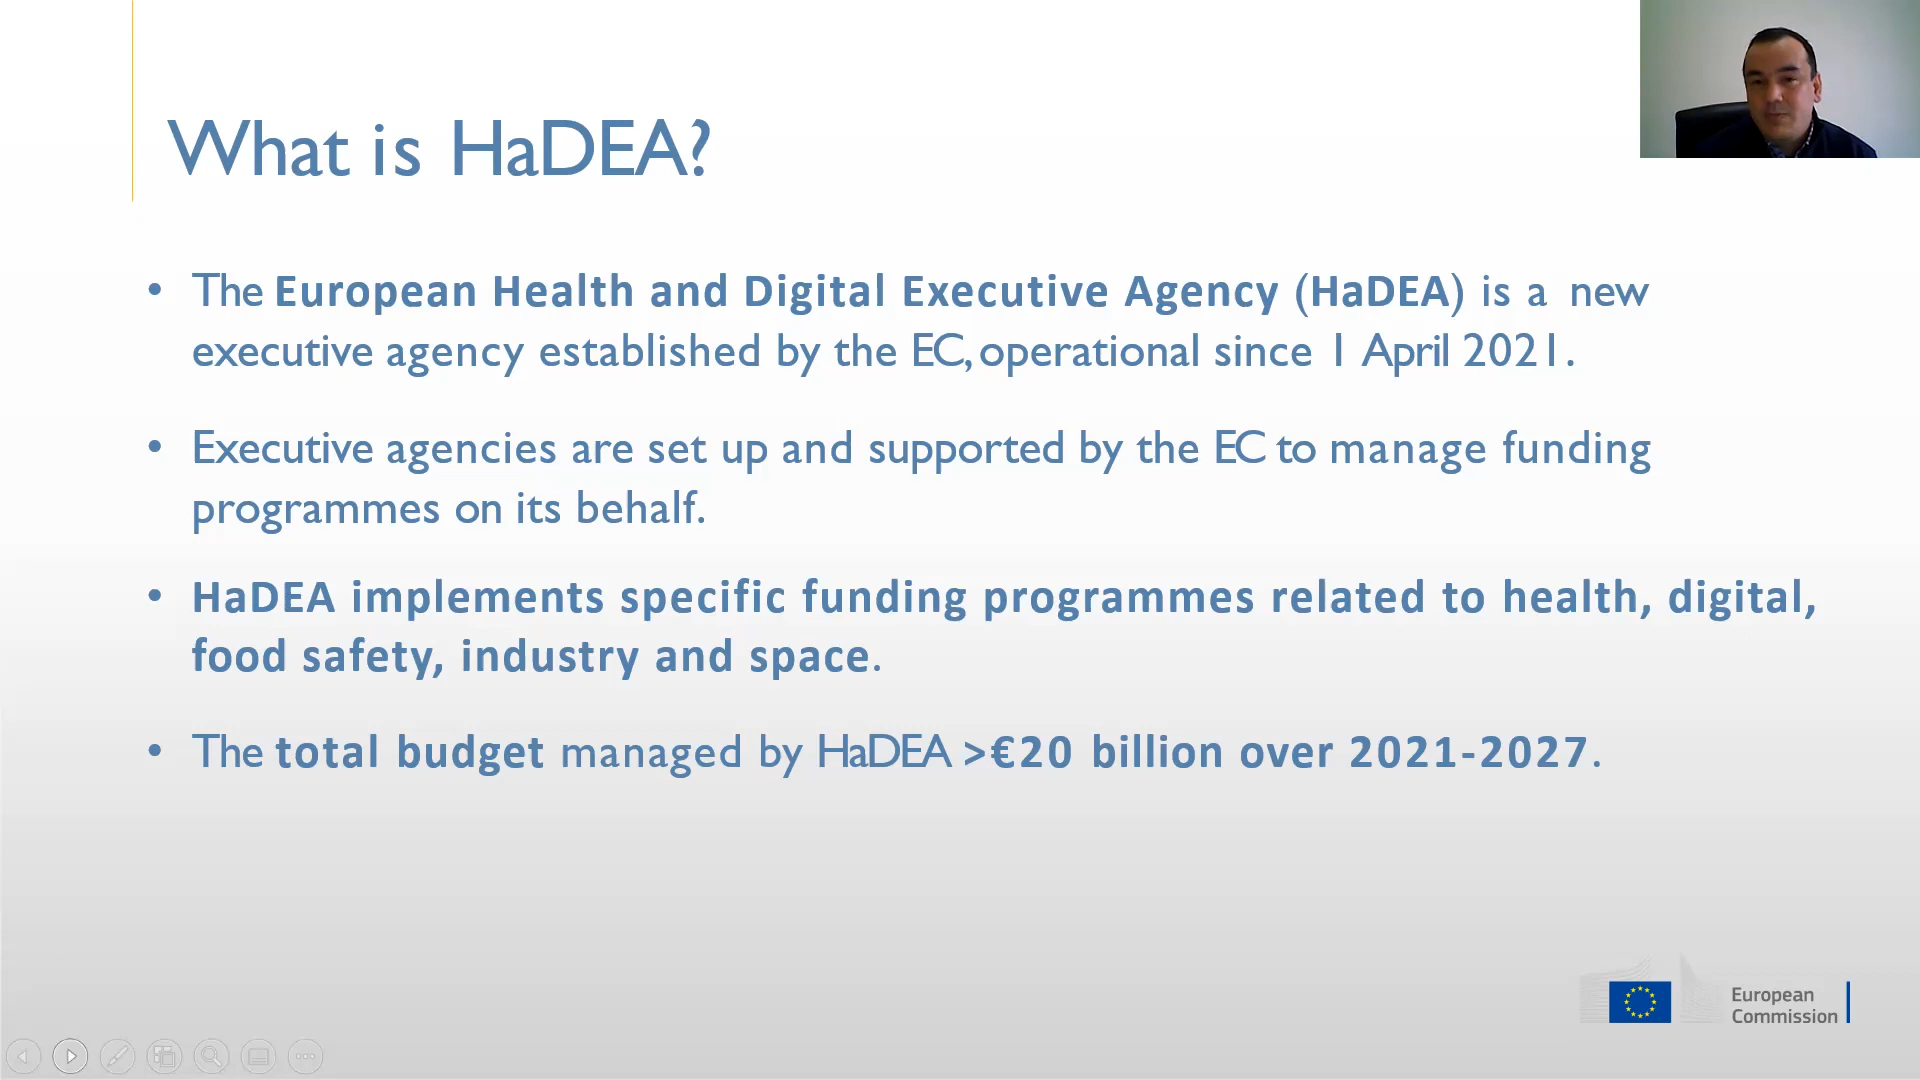 What is HaDEA?
• The European Health and Digital Executive Agency (HaDEA) is a new
executive agency established by the EC, operational since 1 April 2021.
• Executive agencies are set up and supported by the EC to manage funding
programmes on its behalf.
• HaDEA implements specific funding programmes related to health, digital,
food safety, industry and space.
• The total budget managed by HaDEA >€20 billion over 2021-2027.
European
Commission